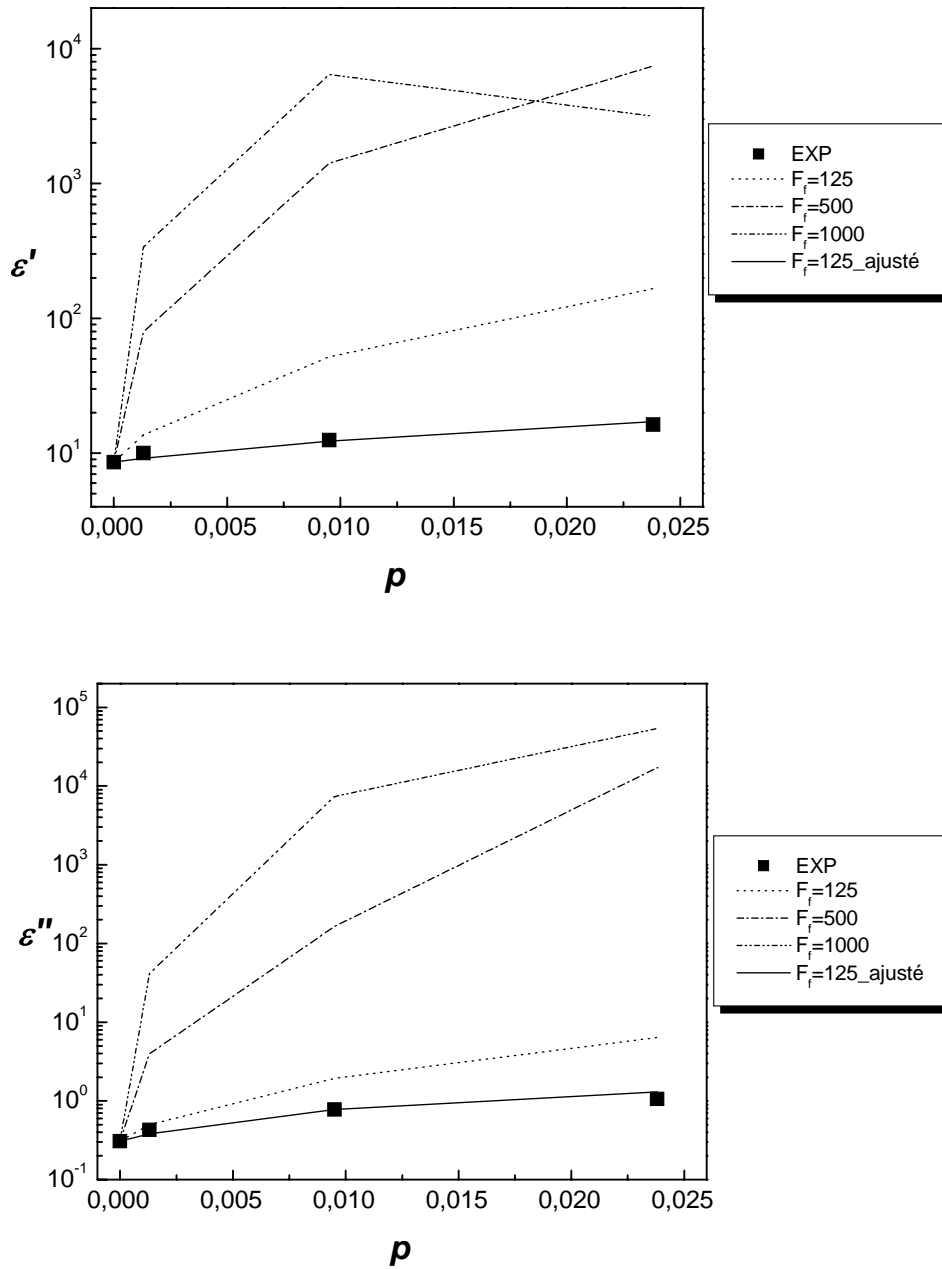 10⁴
10³
10²
10¹
ε'
0,000 0,005 0,010 0,015 0,020 0,025
p
EXP
F_f=125
F_f=500
F_f=1000
F_f=125_ajusté
10⁵
10⁴
10³
10²
10¹
10⁰
10⁻¹
ε"
0,000 0,005 0,010 0,015 0,020 0,025
p
EXP
F_f=125
F_f=500
F_f=1000
F_f=125_ajusté